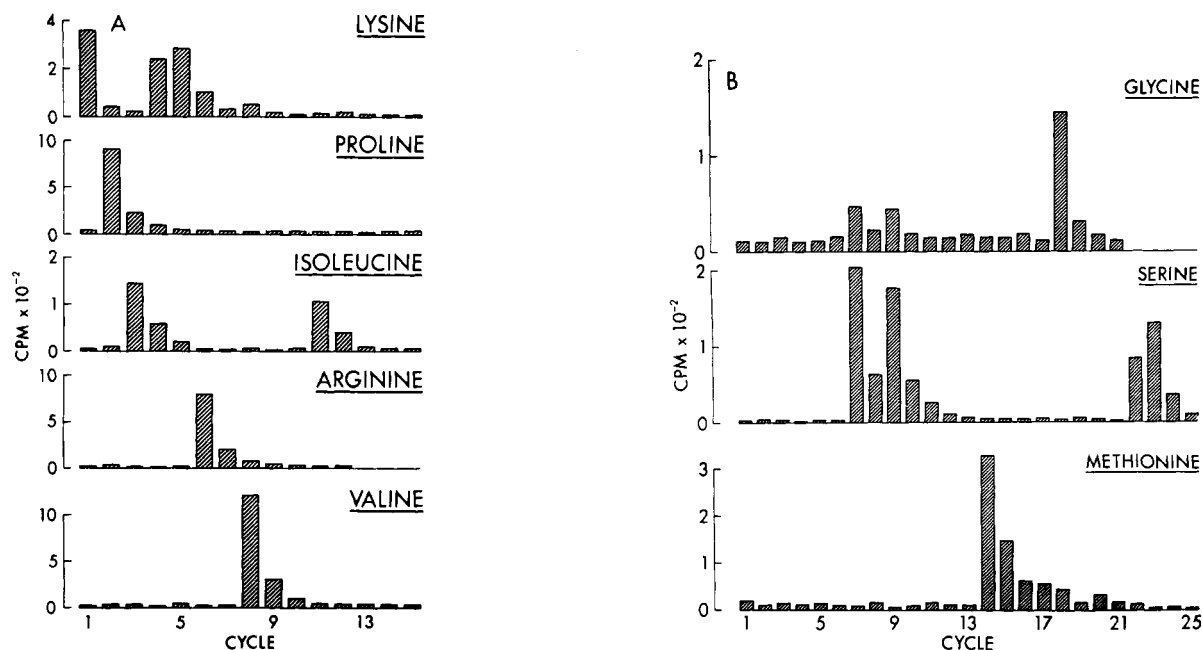 A
LYSINE
4
2
0
PROLINE
10
5
0
ISOLEUCINE
2
1
0
ARGININE
10
5
0
VALINE
10
5
0
CPM x 10⁻²
1 5 9 13
CYCLE
B
GLYCINE
2
1
0
SERINE
2
1
0
METHIONINE
3
2
1
0
CPM x 10⁻²
1 5 9 13 17 21 25
CYCLE